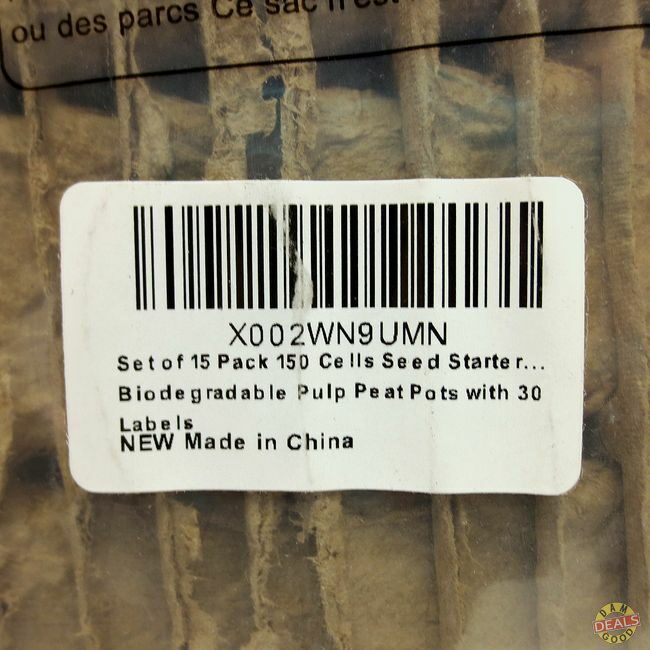 ou des parcs Ce sac n'est
X002WN9UMN
Set of 15 Pack 150 Cells Seed Starter...
Biodegradable Pulp Peat Pots with 30
Labels
NEW Made in China
DAM
DEALS
GOOD